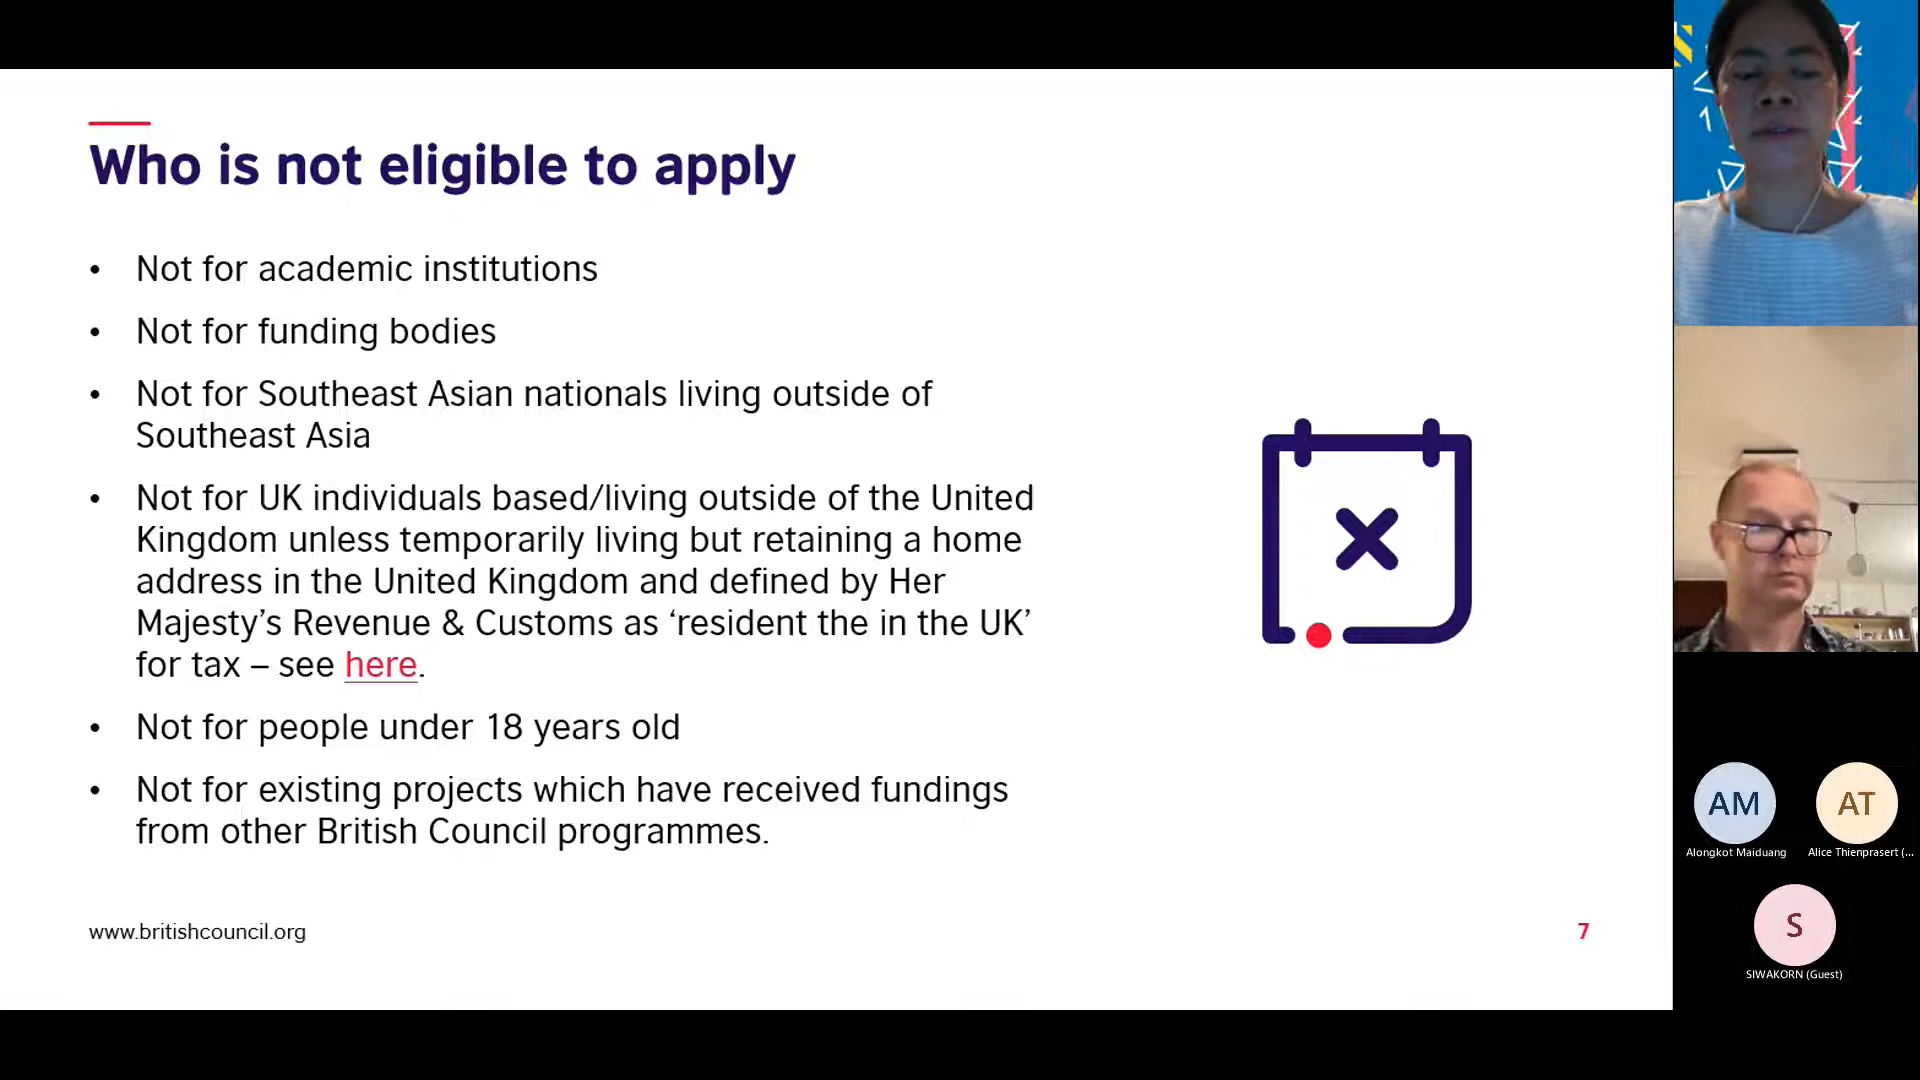 Who is not eligible to apply
• Not for academic institutions
• Not for funding bodies
• Not for Southeast Asian nationals living outside of
Southeast Asia
• Not for UK individuals based/living outside of the United
Kingdom unless temporarily living but retaining a home
address in the United Kingdom and defined by Her
Majesty’s Revenue & Customs as ‘resident the in the UK’
for tax – see here.
• Not for people under 18 years old
• Not for existing projects which have received fundings
from other British Council programmes.
www.britishcouncil.org
7
AM
Alongkot Maiduang
AT
Alice Thienprasert (...
S
SIWAKORN (Guest)